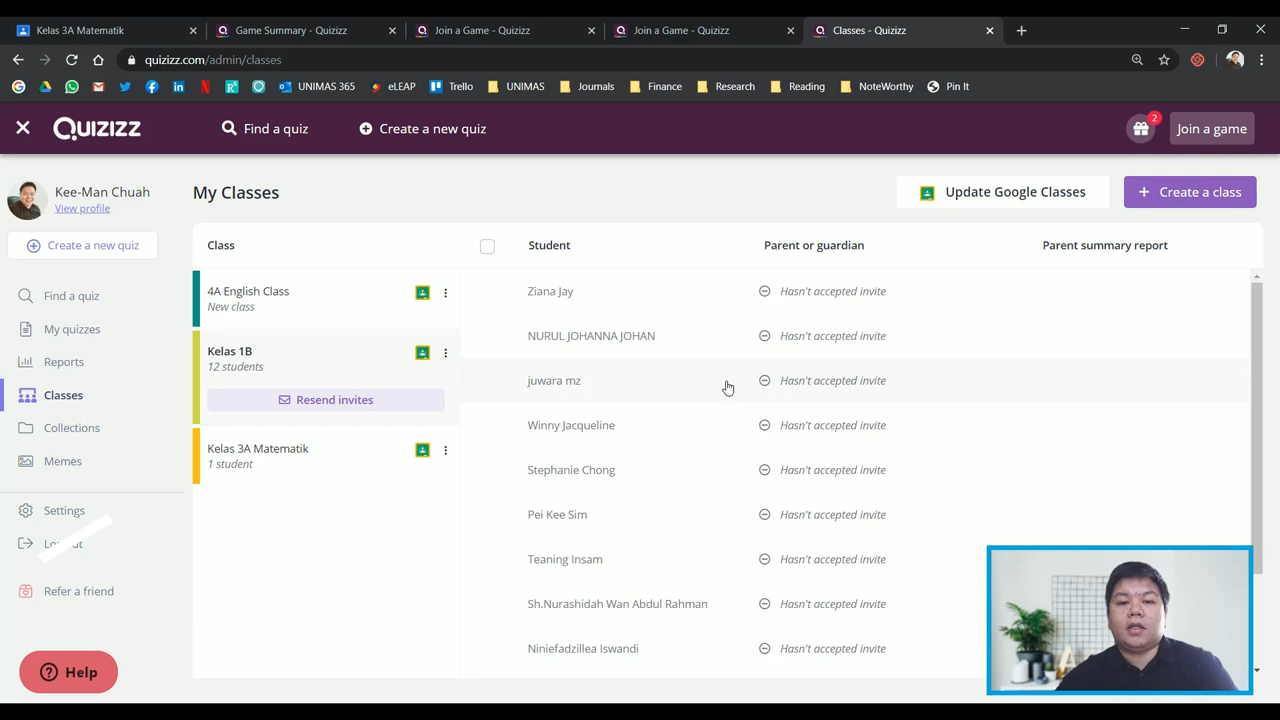 Kelas 3A Matematik
Game Summary - Quizizz
Join a Game - Quizizz
Join a Game - Quizizz
Classes - Quizizz
quizizz.com/admin/classes
UNIMAS 365
eLEAP
Trello
UNIMAS
Journals
Finance
Research
Reading
NoteWorthy
Pin It
Quizizz
Find a quiz
Create a new quiz
2
Join a game
Kee-Man Chuah
View profile
Create a new quiz
Find a quiz
My quizzes
Reports
Classes
Collections
Memes
Settings
Refer a friend
Help
My Classes
Update Google Classes
+ Create a class
Class
Student
Parent or guardian
Parent summary report
4A English Class
New class
Kelas 1B
12 students
Resend invites
Kelas 3A Matematik
1 student
Ziana Jay
Hasn't accepted invite
NURUL JOHANNA JOHAN
Hasn't accepted invite
juwara mz
Hasn't accepted invite
Winny Jacqueline
Hasn't accepted invite
Stephanie Chong
Hasn't accepted invite
Pei Kee Sim
Hasn't accepted invite
Teaning Insam
Hasn't accepted invite
Sh.Nurashidah Wan Abdul Rahman
Hasn't accepted invite
Niniefadzillea Iswandi
Hasn't accepted invite